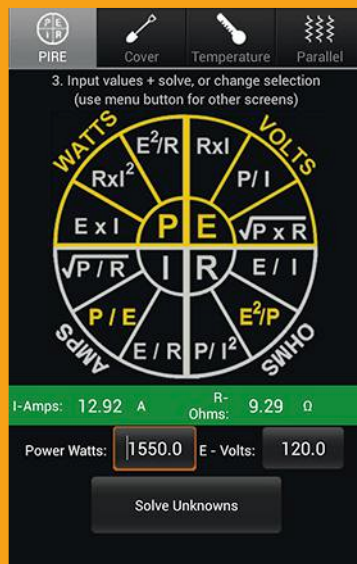 P E
I R
PIRE
Cover
Temperature
Parallel
3. Input values + solve, or change selection
(use menu button for other screens)
WATTS
VOLTS
E²/R
RxI
RxI²
P / I
E x I
P
E
√P x R
√P / R
I
R
E / I
P / E
E²/P
E / R
P/ I²
AMPS
OHMS
I-Amps: 12.92 A R-Ohms: 9.29 Ω
Power Watts: 1550.0 E - Volts: 120.0
Solve Unknowns